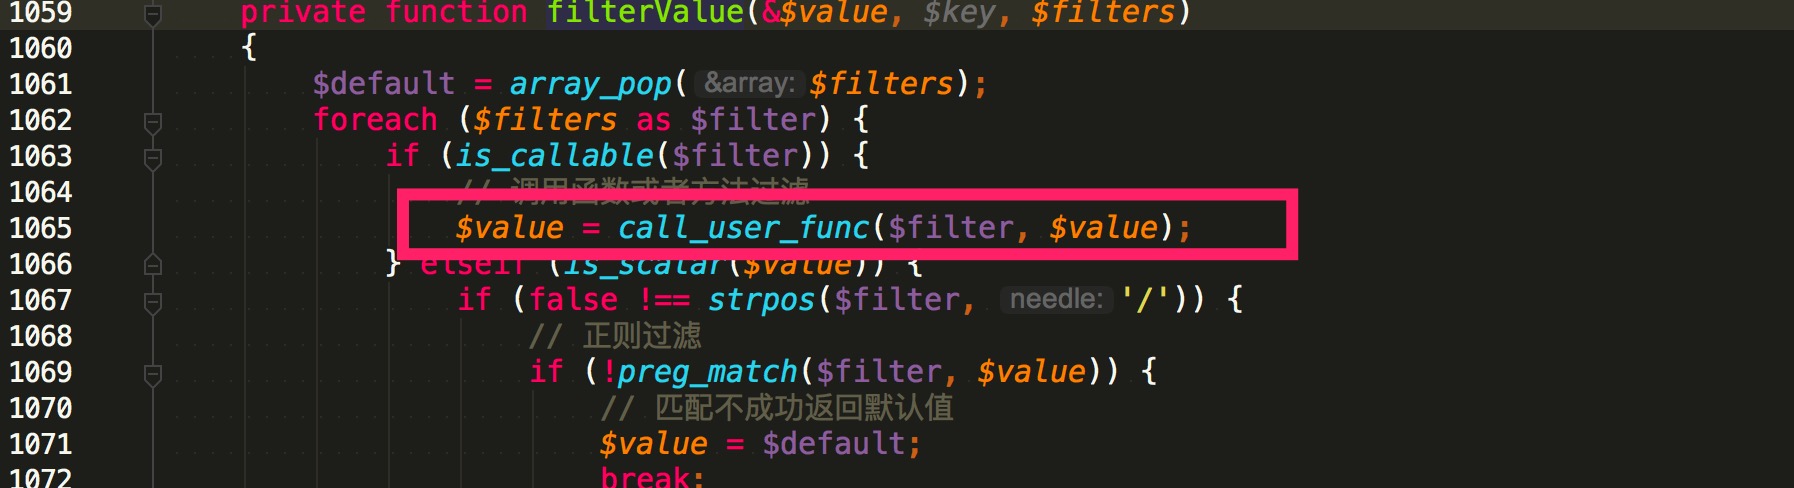 1059 private function filterValue(&$value, $key, $filters)
1060 {
1061 $default = array_pop( &array: $filters);
1062 foreach ($filters as $filter) {
1063 if (is_callable($filter)) {
1064 // 调用函数或者方法过滤
1065 $value = call_user_func($filter, $value);
1066 } elseif (is_scalar($value)) {
1067 if (false !== strpos($filter, needle: '/')) {
1068 // 正则过滤
1069 if (!preg_match($filter, $value)) {
1070 // 匹配不成功返回默认值
1071 $value = $default;
1072 break;